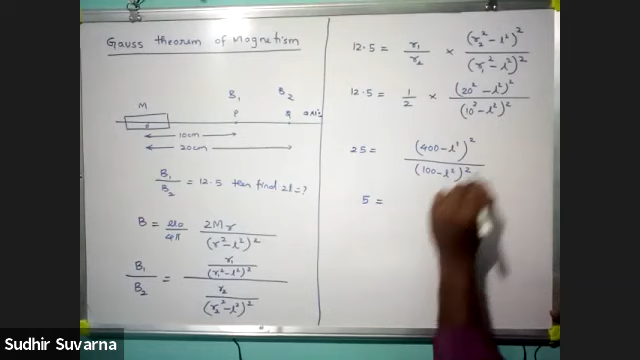 Gauss theorem of Magnetism
M
B₁
B₂
P
axis
10cm
20cm
B₁/B₂ = 12.5 then find 2l = ?
B = μ₀/4π 2Mr/(r² - l²)²
B₁/B₂ = r₁/(r₁² - l²)² / r₂/(r₂² - l²)²
12.5 = r₁/r₂ × (r₂² - l²)²/(r₁² - l²)²
12.5 = 1/2 × (20² - l²)²/(10² - l²)²
25 = (400 - l²)²/(100 - l²)²
5 =
Sudhir Suvarna